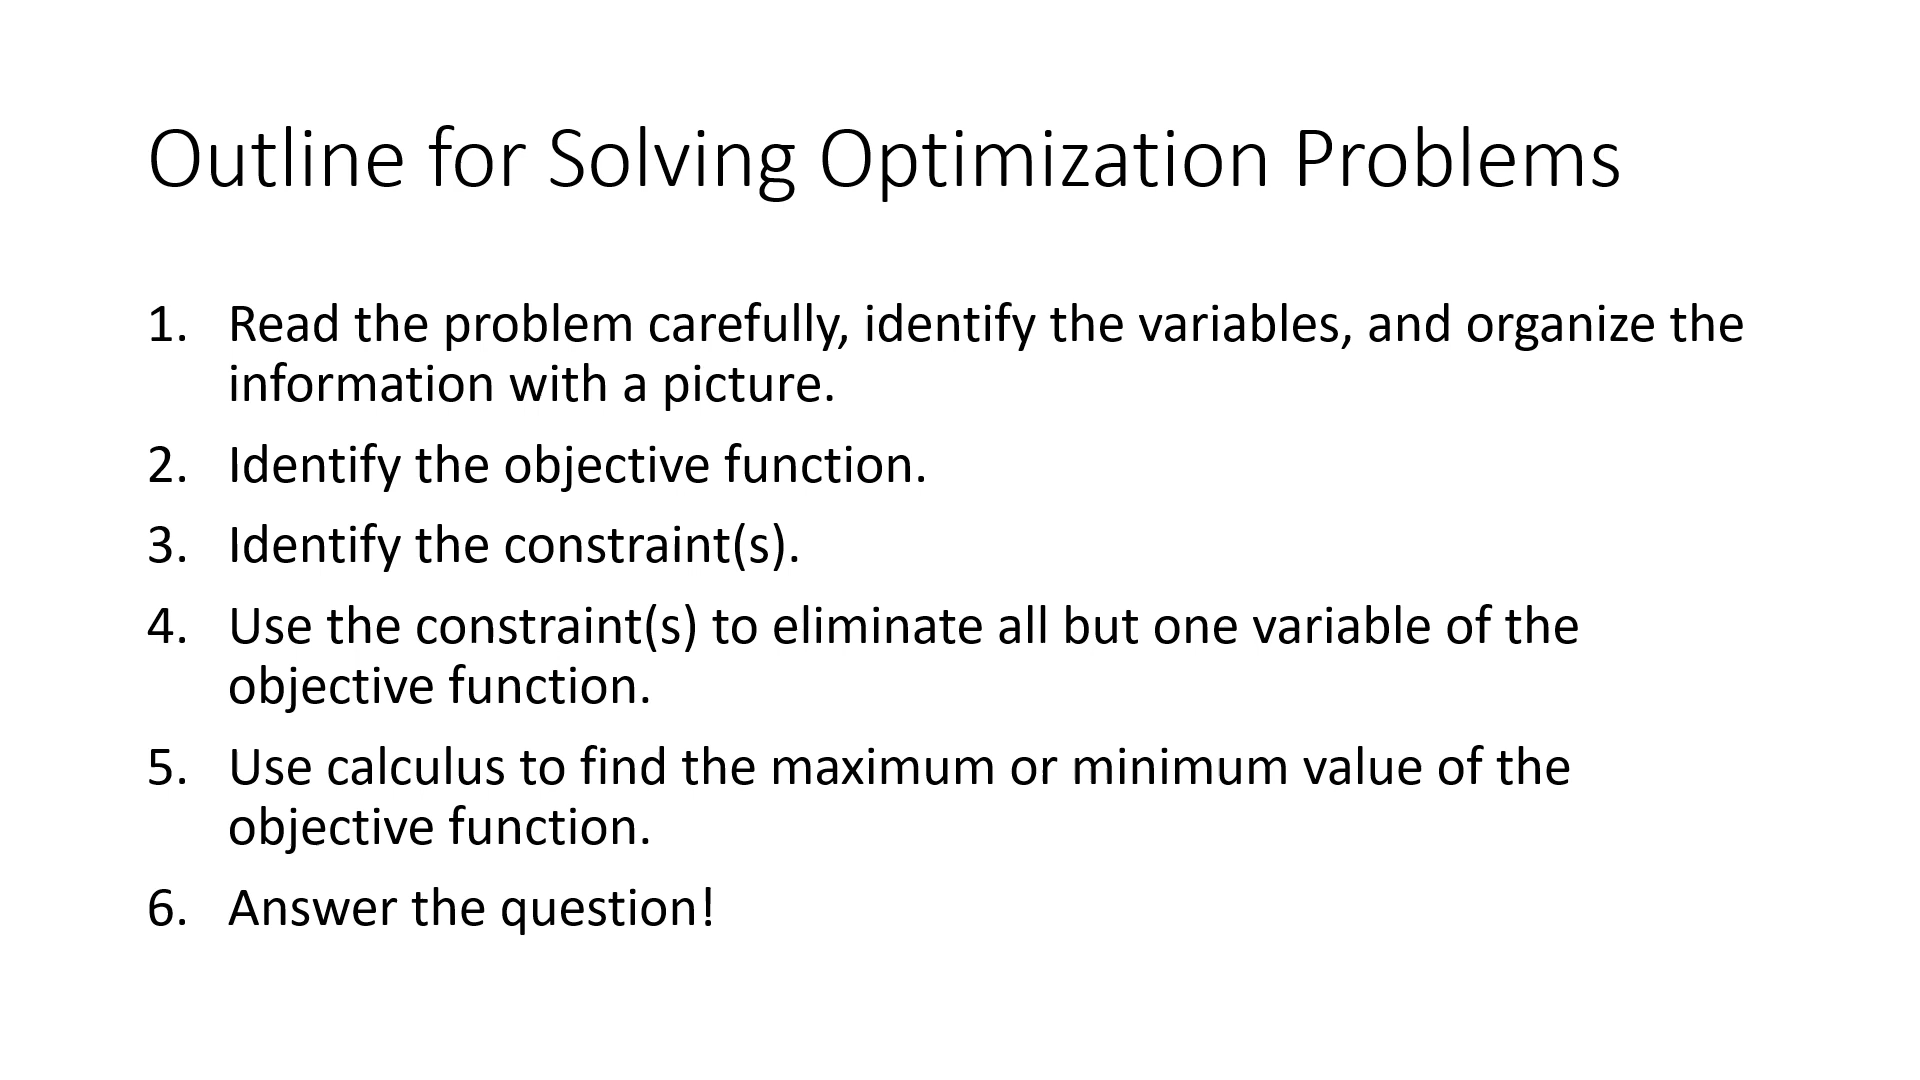 Outline for Solving Optimization Problems
1. Read the problem carefully, identify the variables, and organize the
information with a picture.
2. Identify the objective function.
3. Identify the constraint(s).
4. Use the constraint(s) to eliminate all but one variable of the
objective function.
5. Use calculus to find the maximum or minimum value of the
objective function.
6. Answer the question!